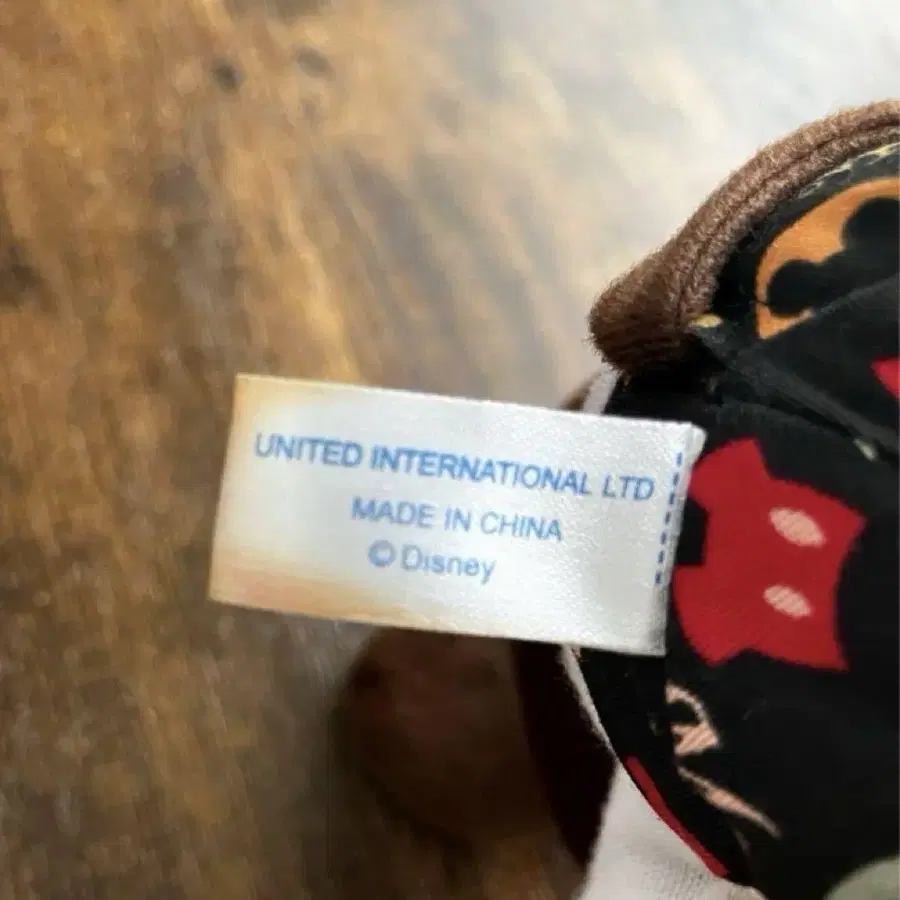 UNITED INTERNATIONAL LTD
MADE IN CHINA
© Disney